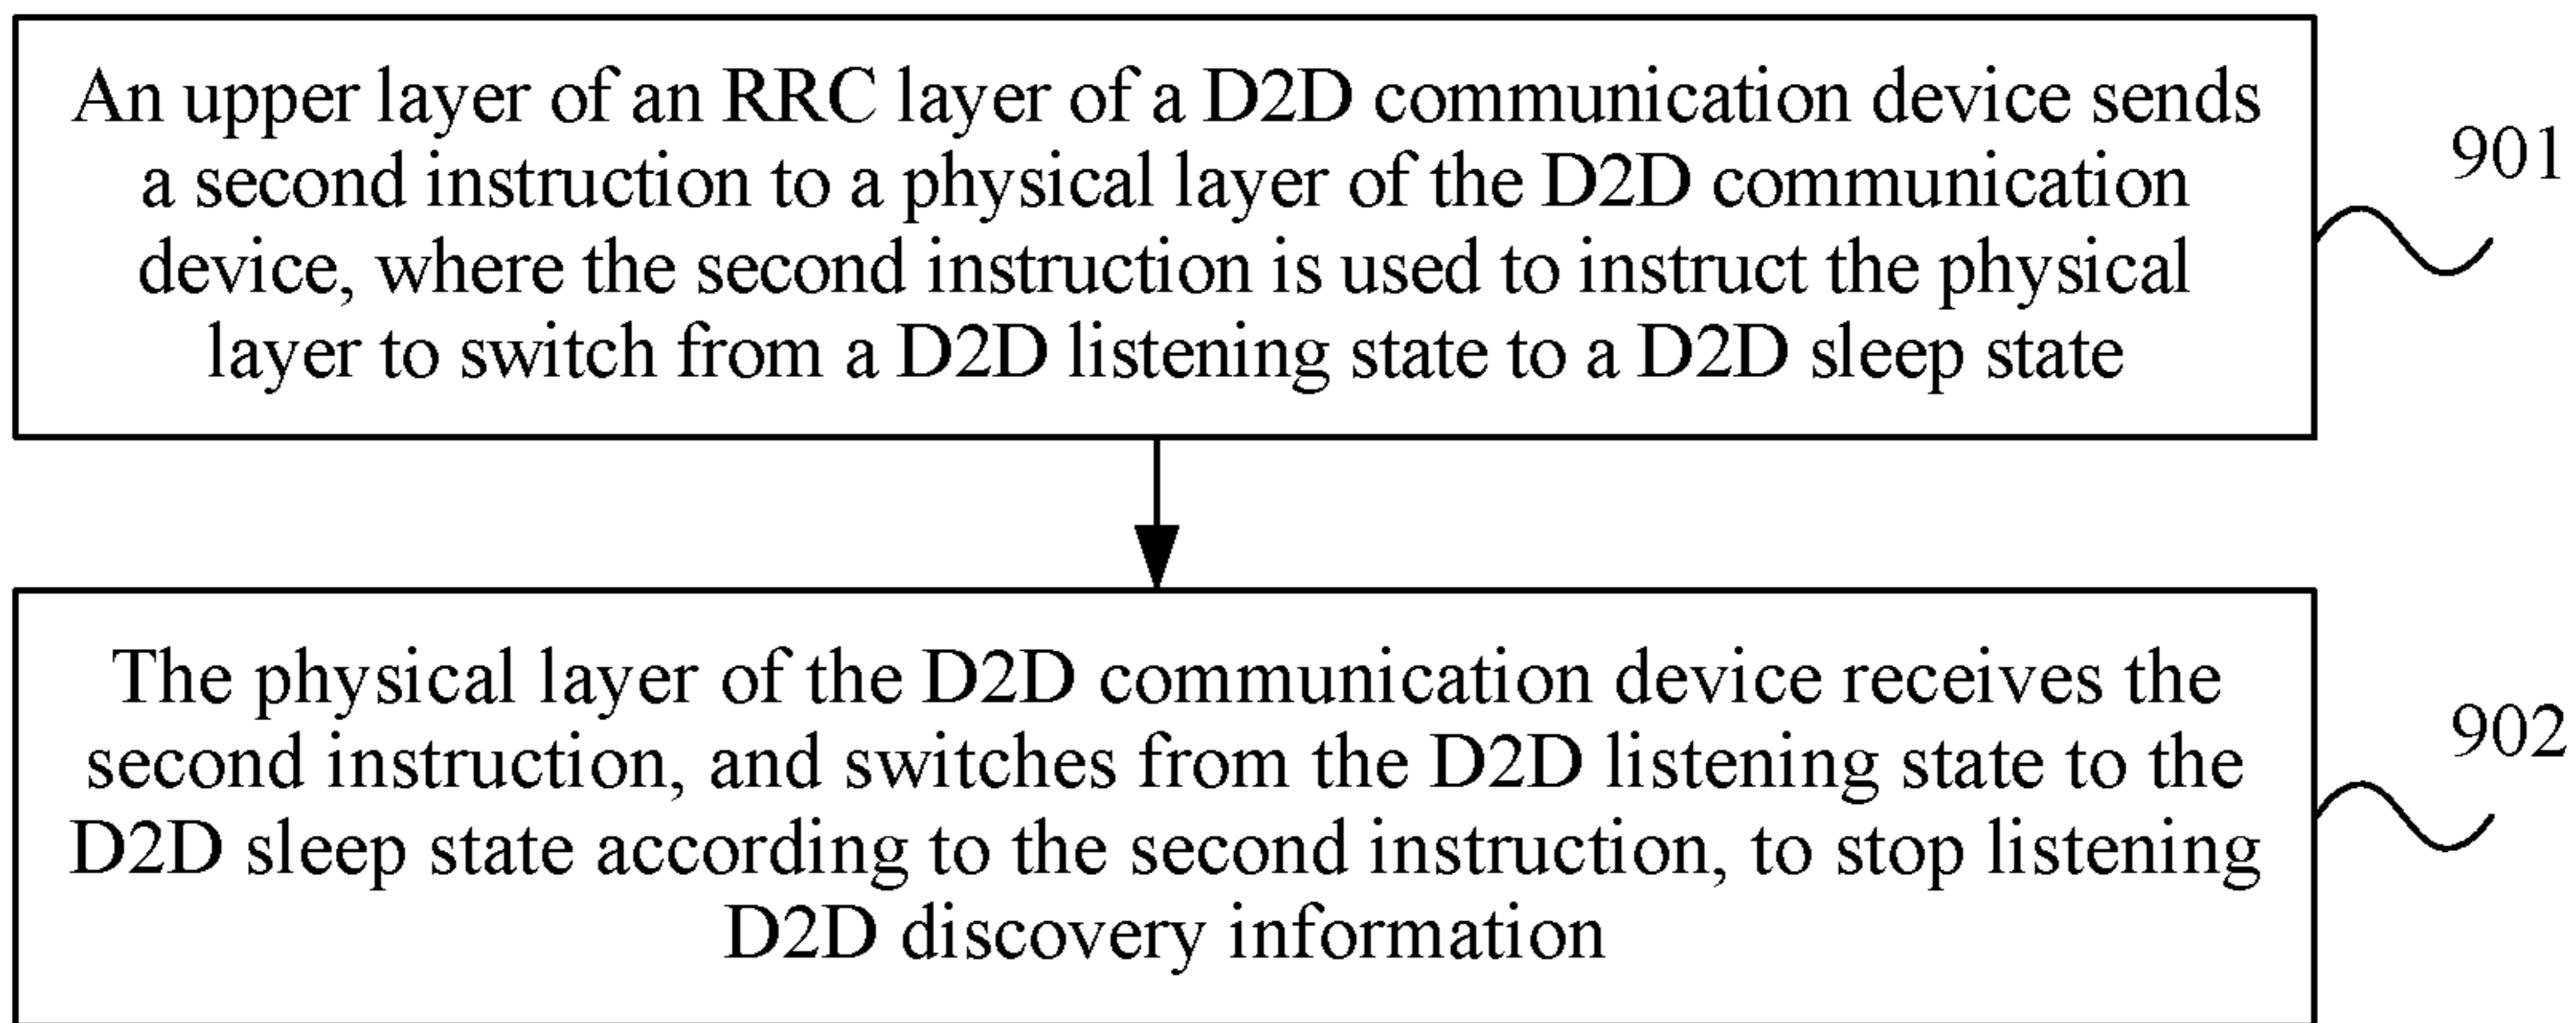 An upper layer of an RRC layer of a D2D communication device sends
a second instruction to a physical layer of the D2D communication
device, where the second instruction is used to instruct the physical
layer to switch from a D2D listening state to a D2D sleep state
901
The physical layer of the D2D communication device receives the
second instruction, and switches from the D2D listening state to the
D2D sleep state according to the second instruction, to stop listening
D2D discovery information
902